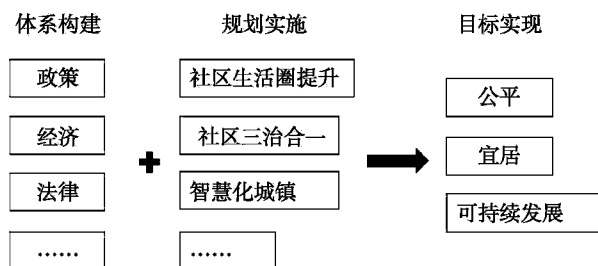 体系构建
规划实施
目标实现
政策
社区生活圈提升
公平
经济
社区三治合一
宜居
法律
智慧化城镇
可持续发展
……
……